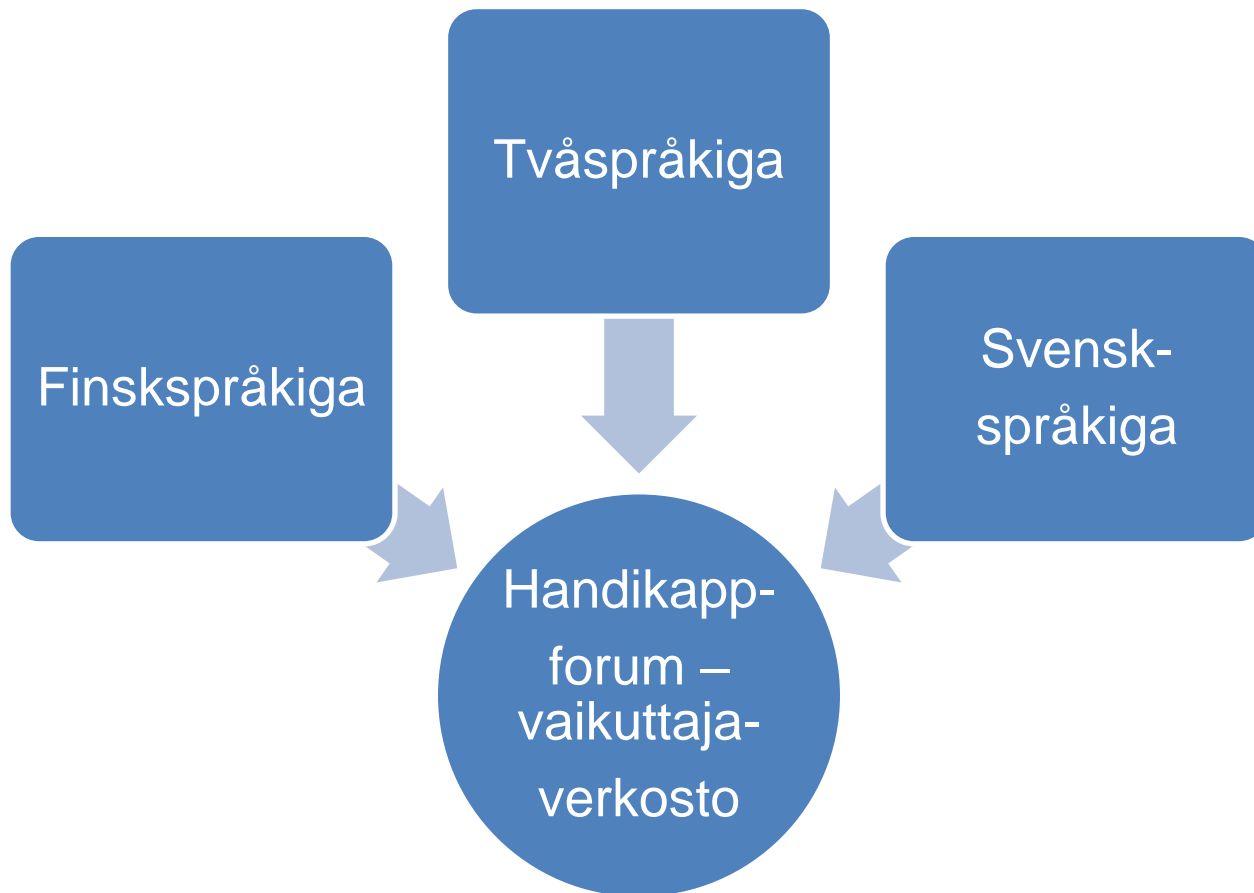 Tvåspråkiga
Finskspråkiga
Svensk-
språkiga
Handikapp-
forum –
vaikuttaja-
verkosto